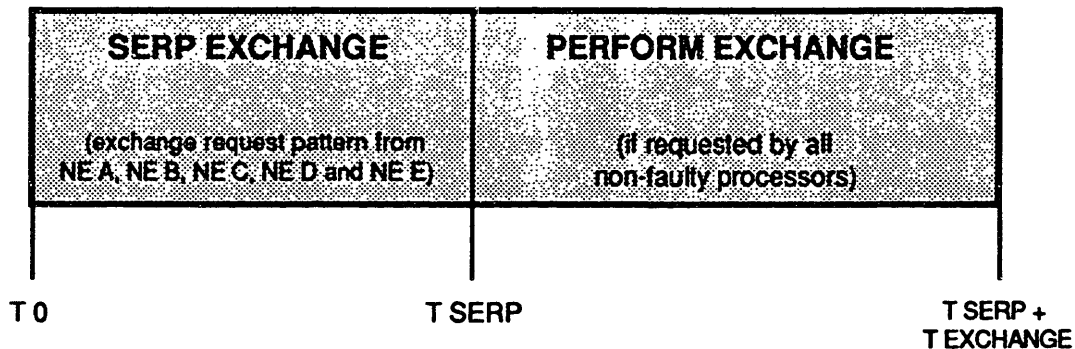 SERP EXCHANGE
(exchange request pattern from
NE A, NE B, NE C, NE D and NE E)
PERFORM EXCHANGE
(if requested by all
non-faulty processors)
T 0
T SERP
T SERP +
T EXCHANGE